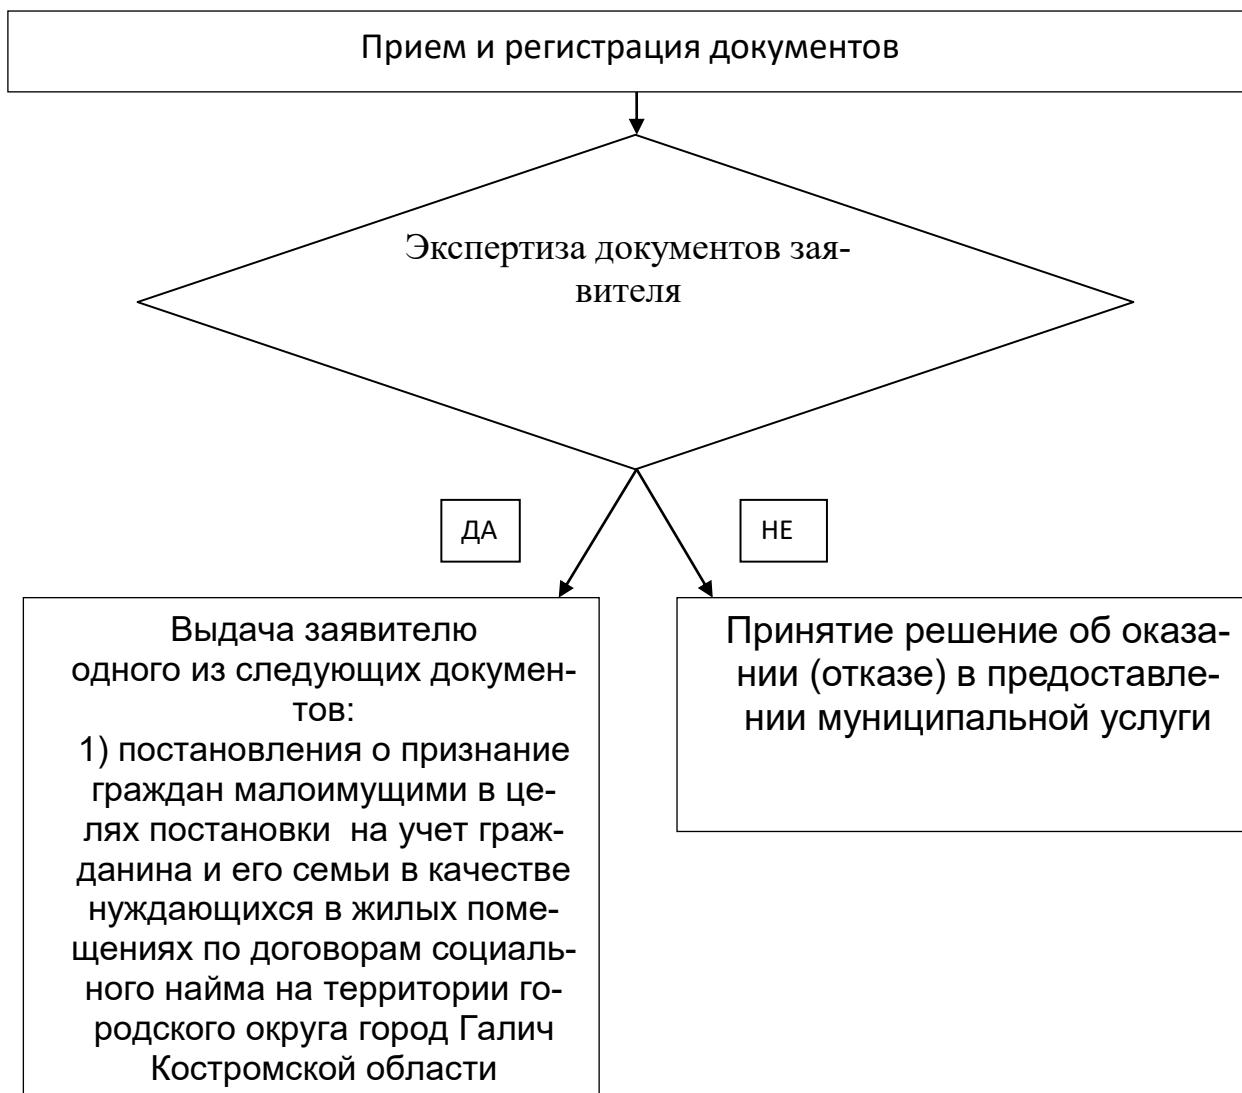 Прием и регистрация документов
Экспертиза документов зая-
вителя
ДА
НЕ
Выдача заявителю
одного из следующих докумен-
тов:
1) постановления о признание
граждан малоимущими в це-
лях постановки  на учет граж-
данина и его семьи в качестве
нуждающихся в жилых поме-
щениях по договорам социаль-
ного найма на территории го-
родского округа город Галич
Костромской области
Принятие решение об оказа-
нии (отказе) в предоставле-
нии муниципальной услуги